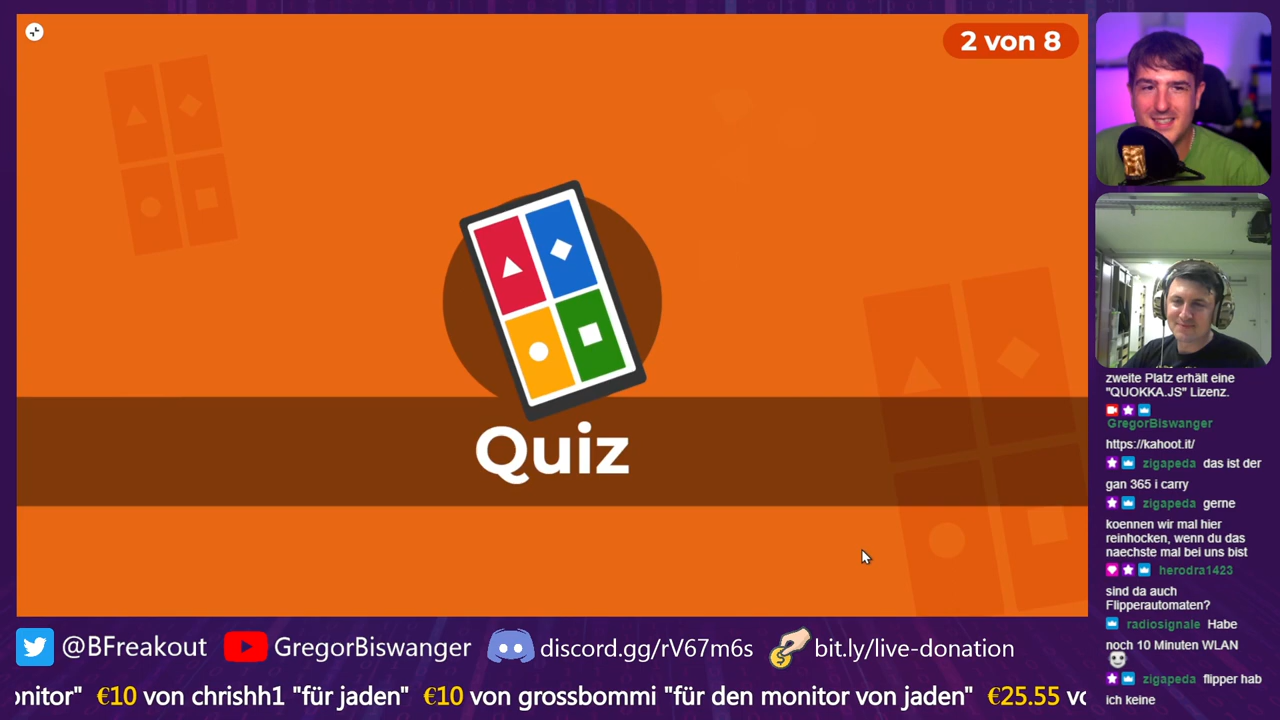 2 von 8
Quiz
zweite Platz erhält eine
"QUOKKA.JS" Lizenz.
GregorBiswanger
https://kahoot.it/
zigapeda das ist der
gan 365 i carry
zigapeda gerne
koennen wir mal hier
reinhocken, wenn du das
naechste mal bei uns bist
herodra1423
sind da auch
Flipperautomaten?
radiosignale Habe
noch 10 Minuten WLAN
zigapeda flipper hab
ich keine
@BFreakout GregorBiswanger discord.gg/rV67m6s bit.ly/live-donation
onitor" €10 von chrishh1 "für jaden" €10 von grossbommi "für den monitor von jaden" €25.55 vo